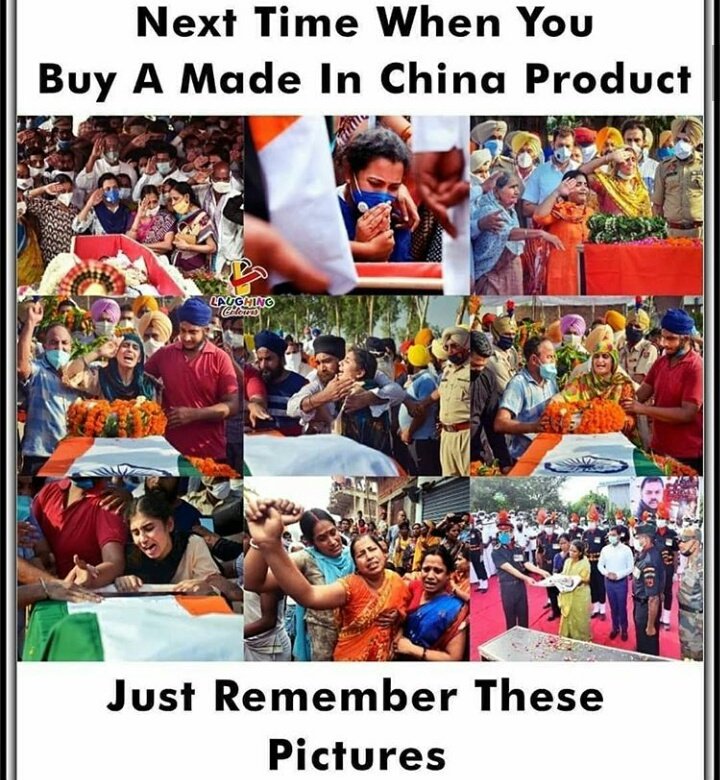 Next Time When You
Buy A Made In China Product
LAUGHING
Colours
Just Remember These
Pictures